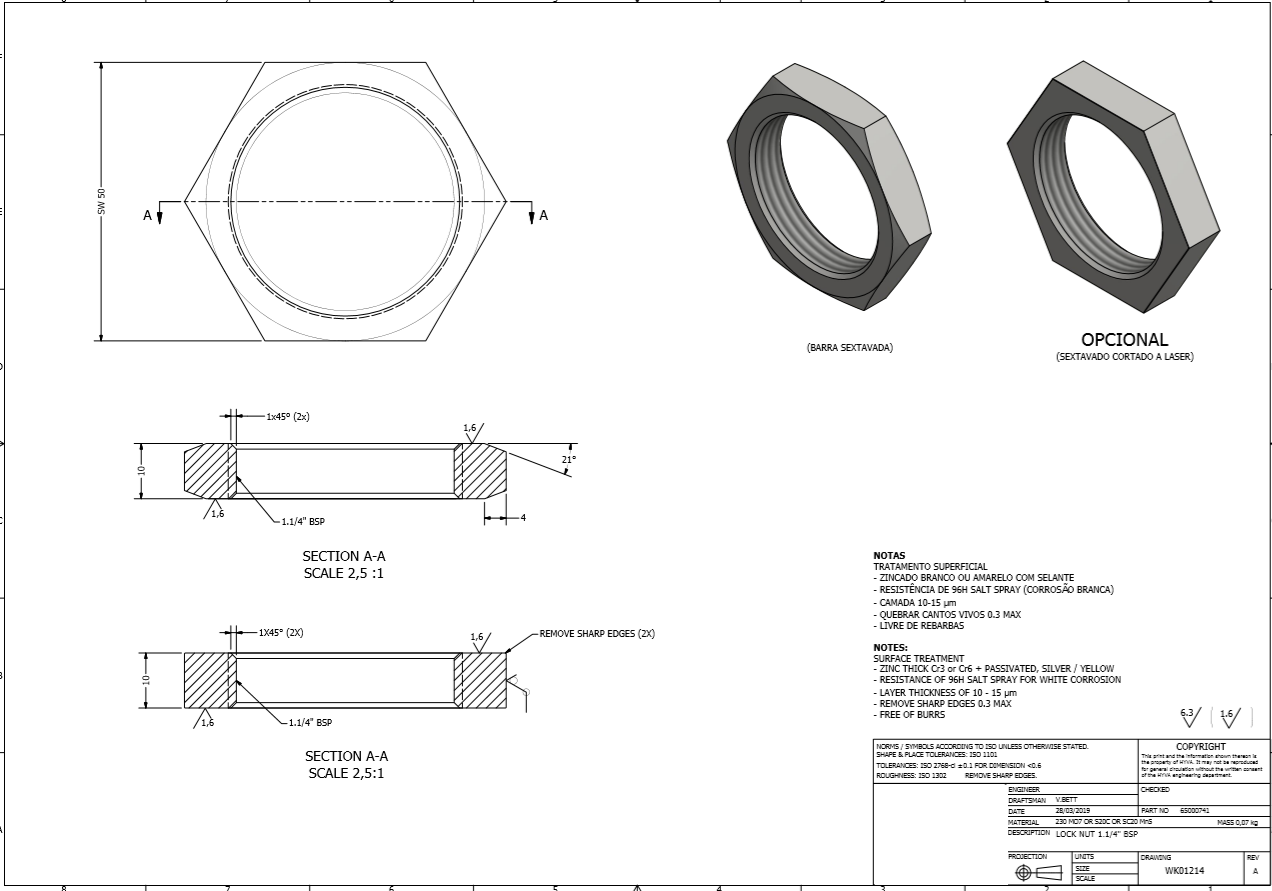 SW 50
A
A
(BARRA SEXTAVADA)
OPCIONAL
(SEXTAVADO CORTADO A LASER)
1x45° (2x)
1,6
21°
10
1,6
1.1/4" BSP
4
SECTION A-A
SCALE 2,5 :1
1X45° (2X)
1,6
REMOVE SHARP EDGES (2X)
10
1,6
1.1/4" BSP
SECTION A-A
SCALE 2,5:1
NOTAS
TRATAMENTO SUPERFICIAL
- ZINCADO BRANCO OU AMARELO COM SELANTE
- RESISTÊNCIA DE 96H SALT SPRAY (CORROSÃO BRANCA)
- CAMADA 10-15 µm
- QUEBRAR CANTOS VIVOS 0.3 MAX
- LIVRE DE REBARBAS
NOTES:
SURFACE TREATMENT
- ZINC THICK Cr3 or Cr6 + PASSIVATED, SILVER / YELLOW
- RESISTANCE OF 96H SALT SPRAY FOR WHITE CORROSION
- LAYER THICKNESS OF 10 - 15 µm
- REMOVE SHARP EDGES 0.3 MAX
- FREE OF BURRS
6.3 ( 1.6 )
NORMS / SYMBOLS ACCORDING TO ISO UNLESS OTHERWISE STATED.
SHAPE & PLACE TOLERANCES: ISO 1101
TOLERANCES: ISO 2768-cl ±0.1 FOR DIMENSION <0.6
ROUGHNESS: ISO 1302 REMOVE SHARP EDGES.
COPYRIGHT
This print and the information shown thereon is
the property of HYVA. It may not be reproduced
for general circulation without the written consent
of the HYVA engineering department.
ENGINEER
CHECKED
DRAFTSMAN V.BETT
DATE 28/03/2019
PART NO 65000741
MATERIAL 230 MO7 OR S20C OR SC20 MnS
MASS 0,07 kg
DESCRIPTION LOCK NUT 1.1/4" BSP
PROJECTION
UNITS
SIZE
SCALE
DRAWING
WK01214
REV
A
8 7 6 5 4 3 2 1